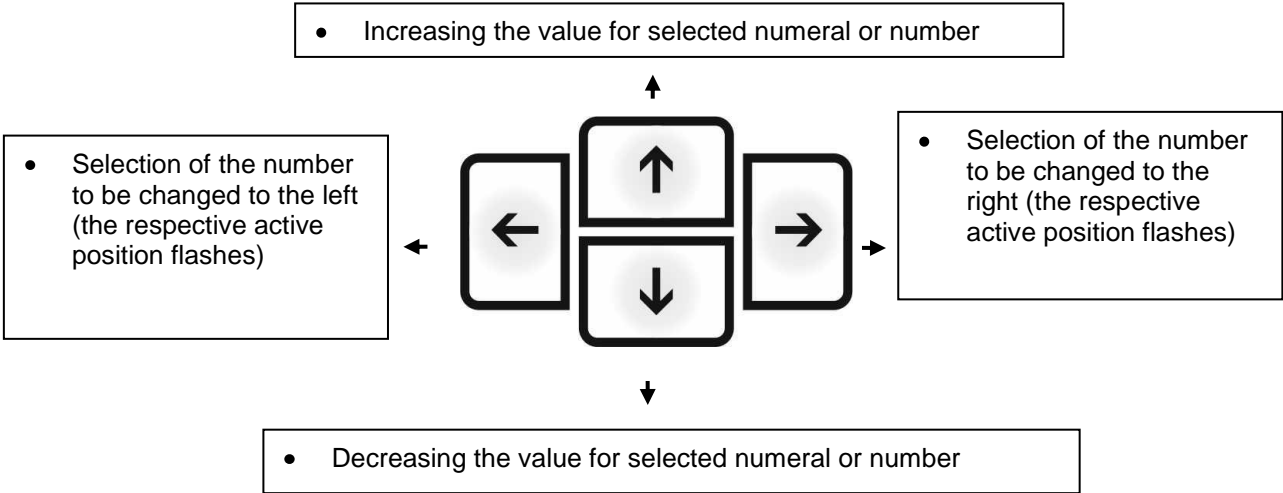 • Increasing the value for selected numeral or number
• Selection of the number
to be changed to the left
(the respective active
position flashes)
• Selection of the number
to be changed to the
right (the respective
active position flashes)
• Decreasing the value for selected numeral or number